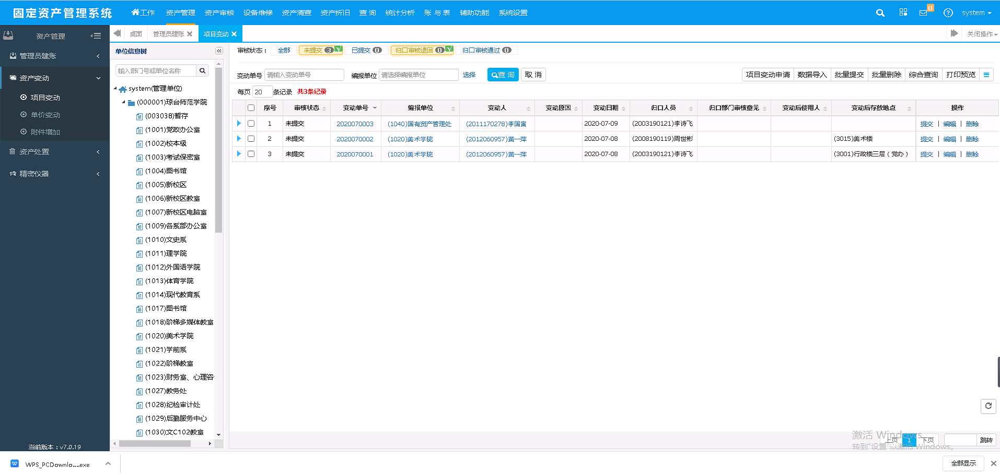 固定资产管理系统 工作 资产管理 资产审核 设备维修 资产清查 资产折旧 查 询 统计分析 账 与 表 辅助功能 系统设置 0 system
资产管理 桌面 管理员建账 项目变动 关闭操作
管理员建账
资产变动
项目变动
单价变动
附件增加
资产处置
精密仪器
当前版本：v7.0.19
单位信息树
输入部门号或单位名称
system(管理单位)
(000001)琼台师范学院
(003038)暂存
(1001)党政办公室
(1002)校本级
(1003)考试保密室
(1004)图书馆
(1005)新校区
(1006)新校区教室
(1007)新校区电脑室
(1009)各系部办公室
(1010)文史系
(1011)理学院
(1012)外国语学院
(1013)体育学院
(1014)现代教育系
(1017)图书馆
(1018)阶梯多媒体教室
(1020)美术学院
(1021)学前系
(1022)阶梯教室
(1023)财务室、心理咨
(1027)教务处
(1028)纪检审计处
(1029)后勤服务中心
(1030)文C102教室
审核状态： 全部 未提交 3 已提交 0 归口审核退回 0 归口审核通过 0
变动单号 请输入变动单号 编报单位 请选择编报单位 选择 查 询 取 消 项目变动申请 数据导入 批量提交 批量删除 综合查询 打印预览
每页 20 条记录 共3条记录
序号 审核状态 变动单号 编报单位 变动人 变动原因 变动日期 归口人员 归口部门审核意见 变动后使用人 变动后存放地点 操作
1 未提交 2020070003 (1040)国有资产管理处 (2011170278)李国寅 2020-07-09 (2003190121)李诗飞 提交 | 编辑 | 删除
2 未提交 2020070002 (1020)美术学院 (2012060957)黄一萍 2020-07-08 (2008190119)周世彬 (3015)美术楼 提交 | 编辑 | 删除
3 未提交 2020070001 (1020)美术学院 (2012060957)黄一萍 2020-07-08 (2003190121)李诗飞 (3001)行政楼三层（党办） 提交 | 编辑 | 删除
激活 Windows
上页 1 下页 跳转
转到"设置"以激活 Windows。
WPS_PCDownlo....exe 全部显示